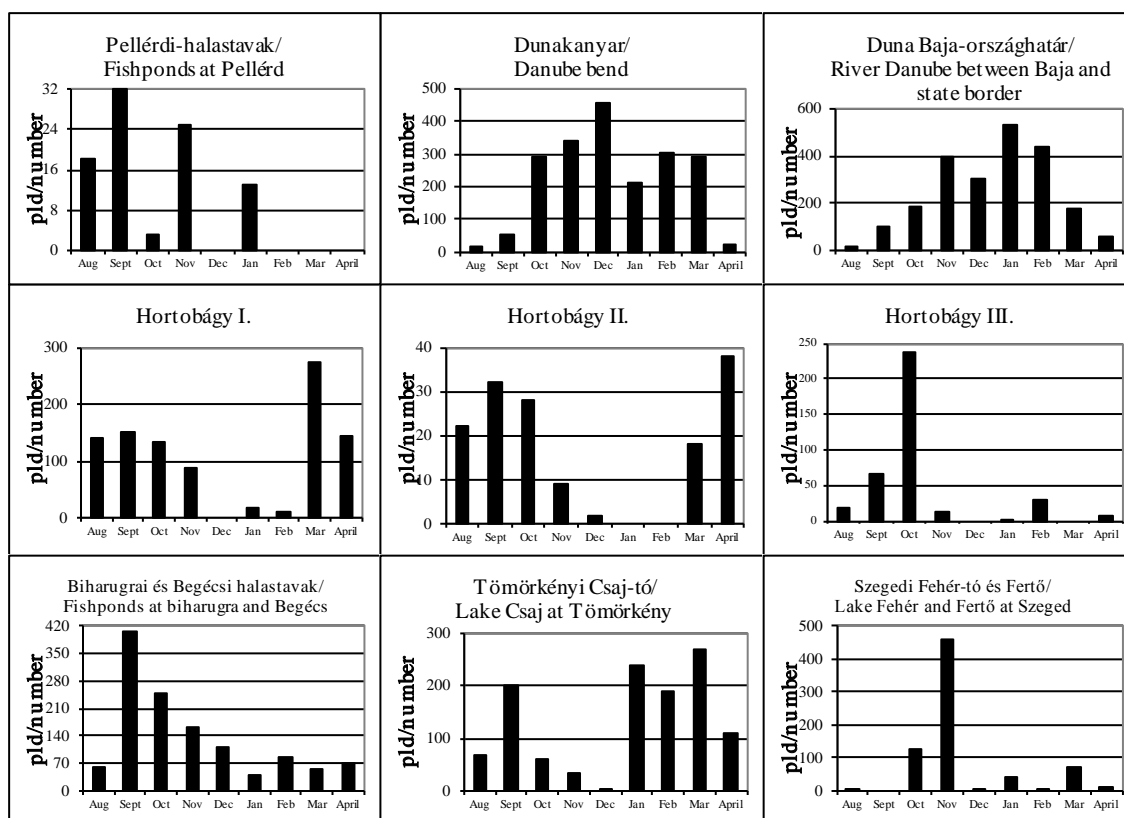 Pellérdi-halastavak/
Fishponds at Pellérd
pld/number
32
24
16
8
0
Aug Sept Oct Nov Dec Jan Feb Mar April
Dunakanyar/
Danube bend
pld/number
500
400
300
200
100
0
Aug Sept Oct Nov Dec Jan Feb Mar April
Duna Baja-országhatár/
River Danube between Baja and
state border
pld/number
600
400
200
0
Aug Sept Oct Nov Dec Jan Feb Mar April
Hortobágy I.
pld/number
300
200
100
0
Aug Sept Oct Nov Dec Jan Feb Mar April
Hortobágy II.
pld/number
40
30
20
10
0
Aug Sept Oct Nov Dec Jan Feb Mar April
Hortobágy III.
pld/number
250
200
150
100
50
0
Aug Sept Oct Nov Dec Jan Feb Mar April
Biharugrai és Begécsi halastavak/
Fishponds at biharugra and Begécs
pld/number
420
350
280
210
140
70
0
Aug Sept Oct Nov Dec Jan Feb Mar April
Tömörkényi Csaj-tó/
Lake Csaj at Tömörkény
pld/number
300
200
100
0
Aug Sept Oct Nov Dec Jan Feb Mar April
Szegedi Fehér-tó és Fertő/
Lake Fehér and Fertő at Szeged
pld/number
500
400
300
200
100
0
Aug Sept Oct Nov Dec Jan Feb Mar April